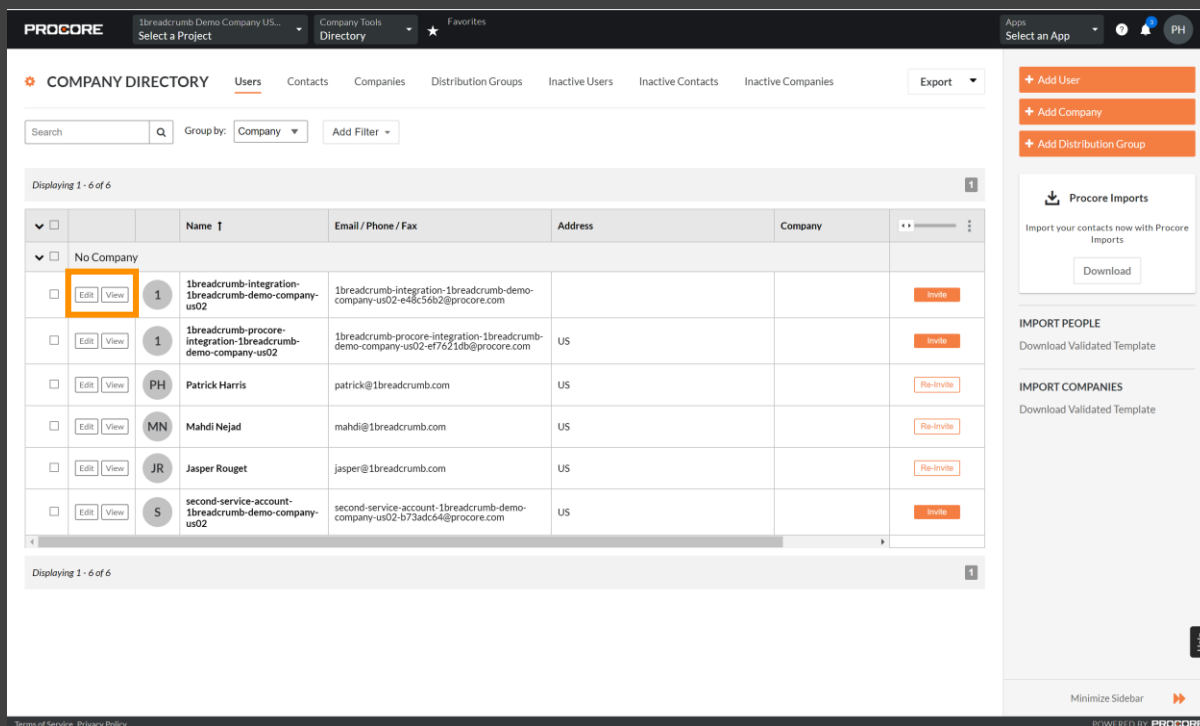 PROCORE
1breadcrumb Demo Company US...
Select a Project
Company Tools
Directory
Favorites
Apps
Select an App
?
3
PH
COMPANY DIRECTORY
Users
Contacts
Companies
Distribution Groups
Inactive Users
Inactive Contacts
Inactive Companies
Export
Search
Group by:
Company
Add Filter
Displaying 1 - 6 of 6
1
Name ↑
Email / Phone / Fax
Address
Company
No Company
Edit
View
1
1breadcrumb-integration-
1breadcrumb-demo-company-
us02
1breadcrumb-integration-1breadcrumb-demo-
company-us02-e48c56b2@procore.com
Invite
Edit
View
1
1breadcrumb-procore-
integration-1breadcrumb-
demo-company-us02
1breadcrumb-procore-integration-1breadcrumb-
demo-company-us02-ef7621db@procore.com
US
Invite
Edit
View
PH
Patrick Harris
patrick@1breadcrumb.com
US
Re-Invite
Edit
View
MN
Mahdi Nejad
mahdi@1breadcrumb.com
US
Re-Invite
Edit
View
JR
Jasper Rouget
jasper@1breadcrumb.com
US
Re-Invite
Edit
View
S
second-service-account-
1breadcrumb-demo-company-
us02
second-service-account-1breadcrumb-demo-
company-us02-b73adc64@procore.com
US
Invite
Displaying 1 - 6 of 6
1
+ Add User
+ Add Company
+ Add Distribution Group
Procore Imports
Import your contacts now with Procore
Imports
Download
IMPORT PEOPLE
Download Validated Template
IMPORT COMPANIES
Download Validated Template
Minimize Sidebar
Terms of Service Privacy Policy
POWERED BY PROCORE